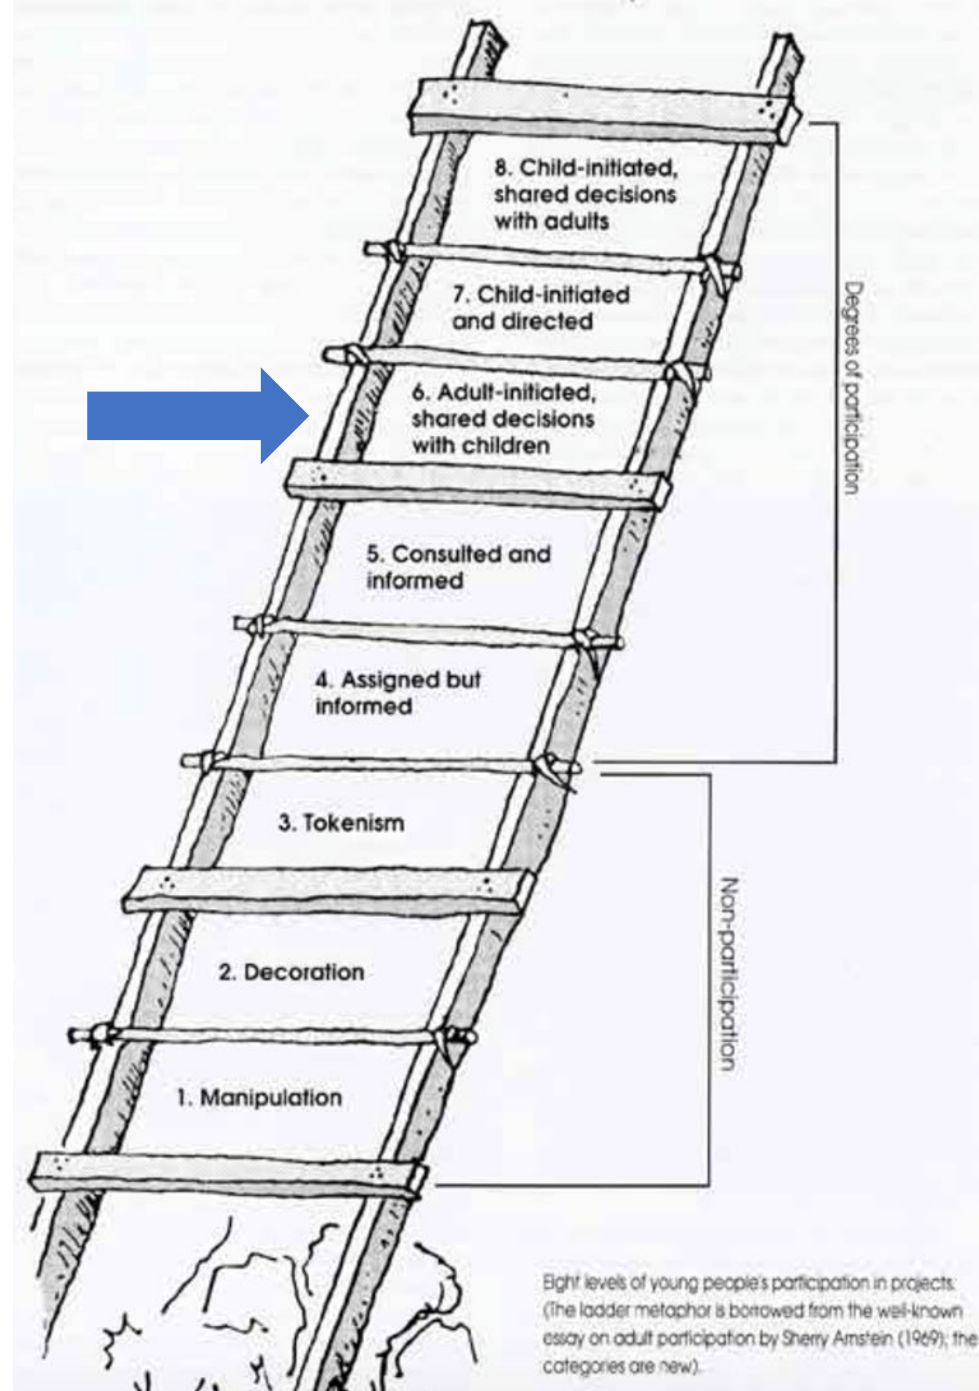 8. Child-initiated,
shared decisions
with adults
7. Child-initiated
and directed
6. Adult-initiated,
shared decisions
with children
5. Consulted and
informed
4. Assigned but
informed
3. Tokenism
2. Decoration
1. Manipulation
Degrees of participation
Non-participation
Eight levels of young people's participation in projects.
(The ladder metaphor is borrowed from the well-known
essay on adult participation by Sherry Arnstein (1969); the
categories are new).